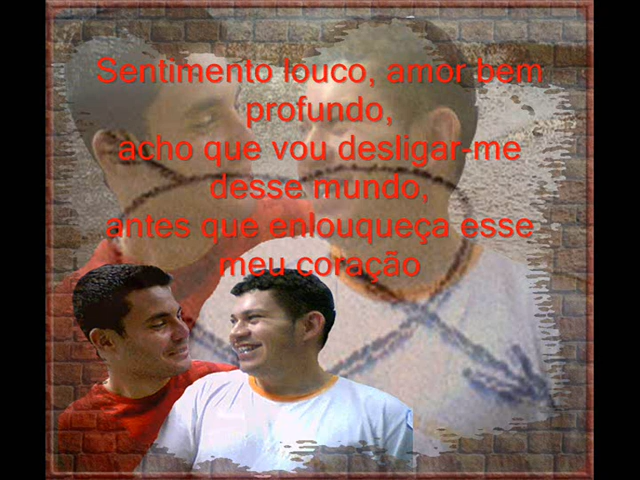 Sentimento louco, amor bem
profundo,
acho que vou desligar-me
desse mundo,
antes que enlouqueça esse
meu coração